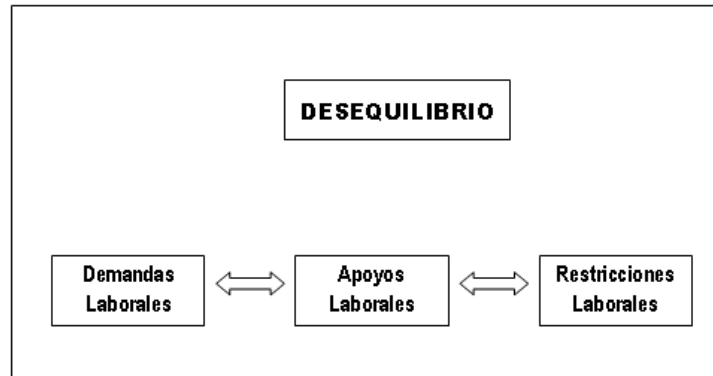 DESEQUILIBRIO
Demandas
Laborales
Apoyos
Laborales
Restricciones
Laborales